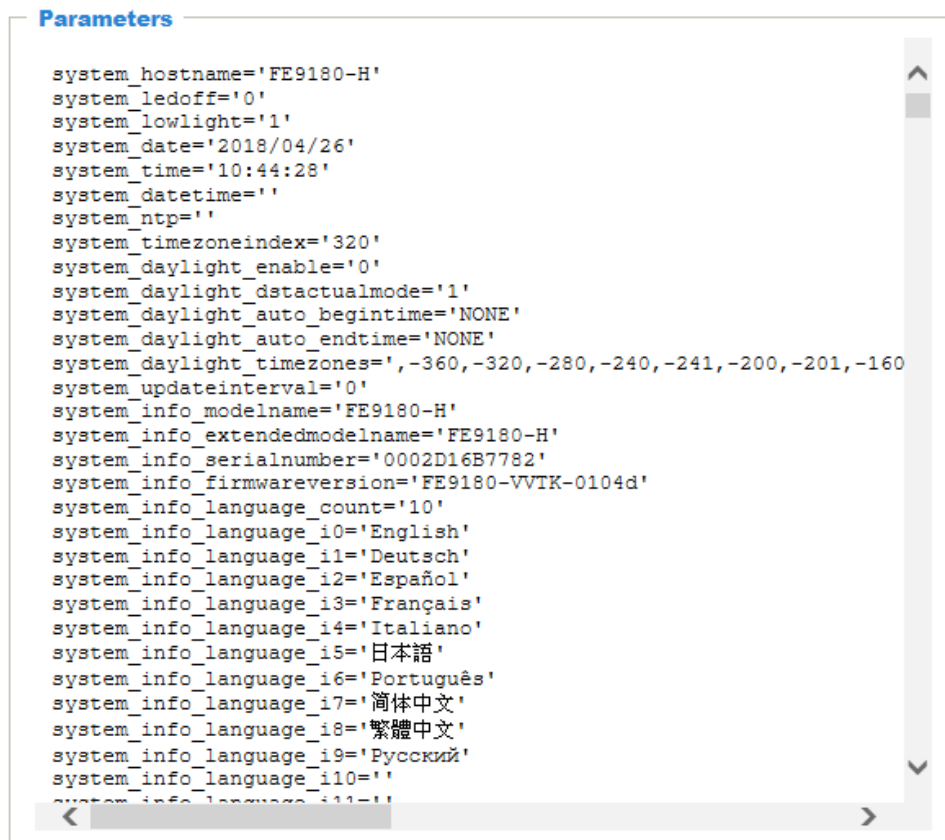 Parameters
system_hostname='FE9180-H'
system_ledoff='0'
system_lowlight='1'
system_date='2018/04/26'
system_time='10:44:28'
system_datetime=''
system_ntp=''
system_timezoneindex='320'
system_daylight_enable='0'
system_daylight_dstactualmode='1'
system_daylight_auto_begintime='NONE'
system_daylight_auto_endtime='NONE'
system_daylight_timezones=',-360,-320,-280,-240,-241,-200,-201,-160
system_updateinterval='0'
system_info_modelname='FE9180-H'
system_info_extendedmodelname='FE9180-H'
system_info_serialnumber='0002D16B7782'
system_info_firmwareversion='FE9180-VVTK-0104d'
system_info_language_count='10'
system_info_language_i0='English'
system_info_language_i1='Deutsch'
system_info_language_i2='Español'
system_info_language_i3='Français'
system_info_language_i4='Italiano'
system_info_language_i5='日本語'
system_info_language_i6='Português'
system_info_language_i7='简体中文'
system_info_language_i8='繁體中文'
system_info_language_i9='Русский'
system_info_language_i10=''
system_info_language_i11=''